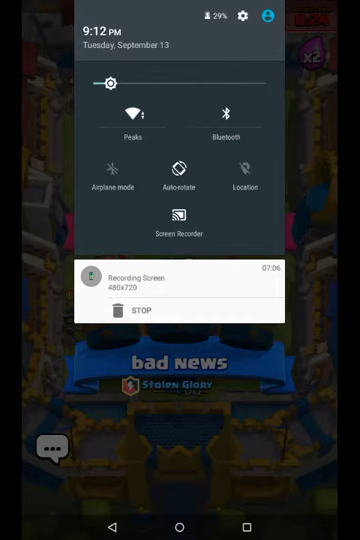 29%
9:12 PM
Tuesday, September 13
x2
Peaks
Bluetooth
Airplane mode
Auto-rotate
Location
Screen Recorder
07:06
Recording Screen
480x720
STOP
bad news
Stolen Glory